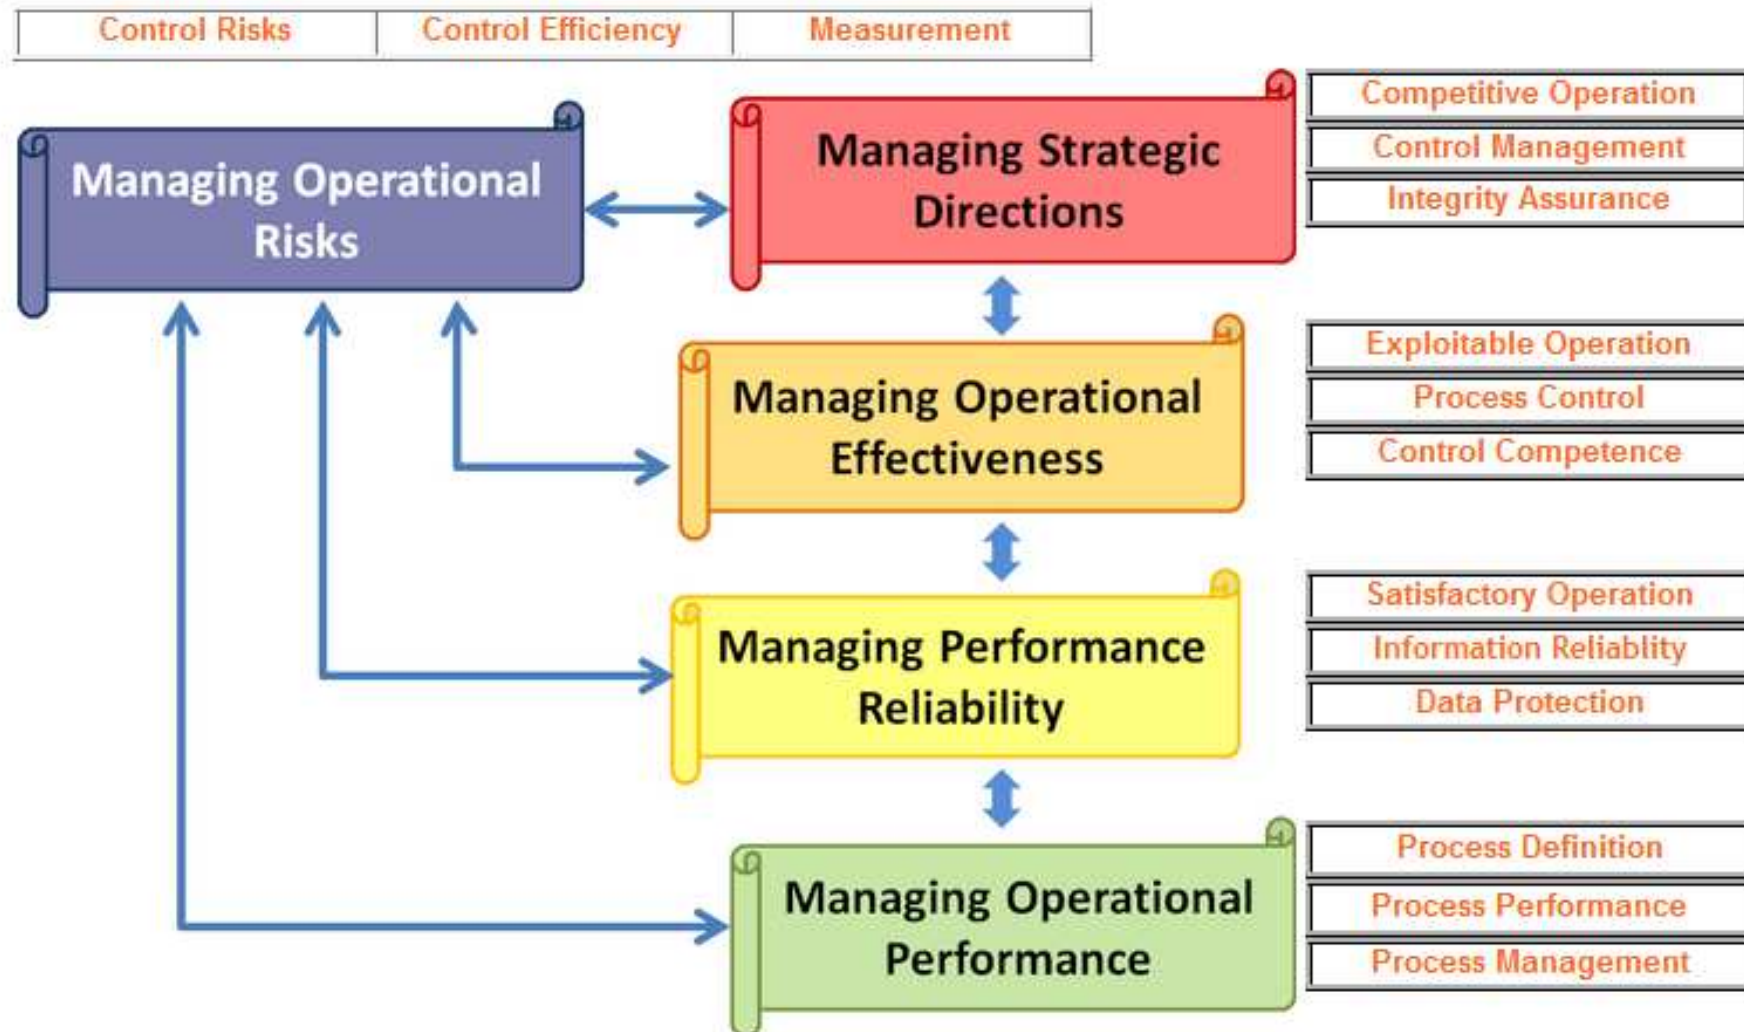 Control Risks
Control Efficiency
Measurement
Managing Operational
Risks
Managing Strategic
Directions
Competitive Operation
Control Management
Integrity Assurance
Managing Operational
Effectiveness
Exploitable Operation
Process Control
Control Competence
Managing Performance
Reliability
Satisfactory Operation
Information Reliablity
Data Protection
Managing Operational
Performance
Process Definition
Process Performance
Process Management